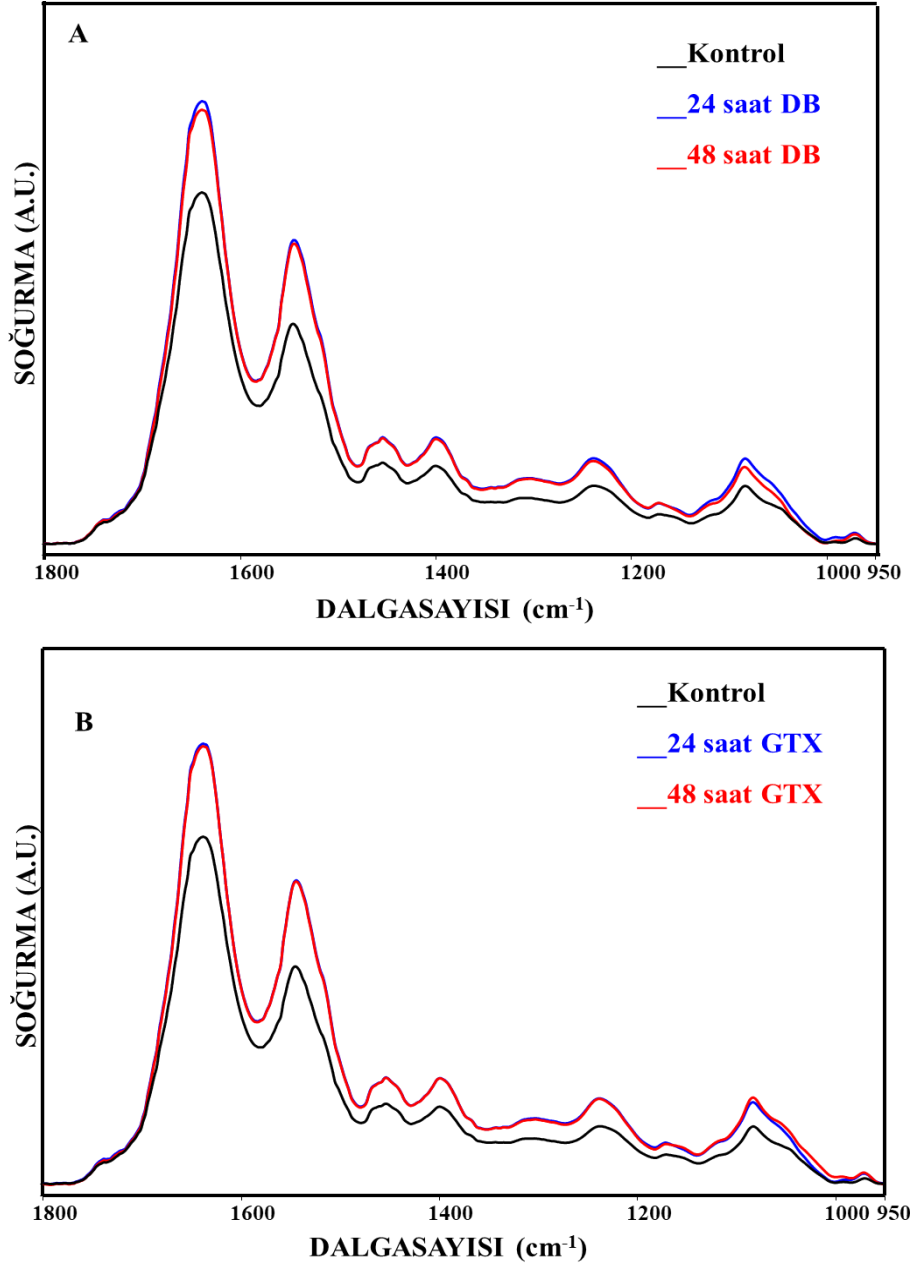 A
__Kontrol
__24 saat DB
__48 saat DB
SOĞURMA (A.U.)
1800 1600 1400 1200 1000 950
DALGASAYISI (cm-1)
B
__Kontrol
__24 saat GTX
__48 saat GTX
SOĞURMA (A.U.)
1800 1600 1400 1200 1000 950
DALGASAYISI (cm-1)